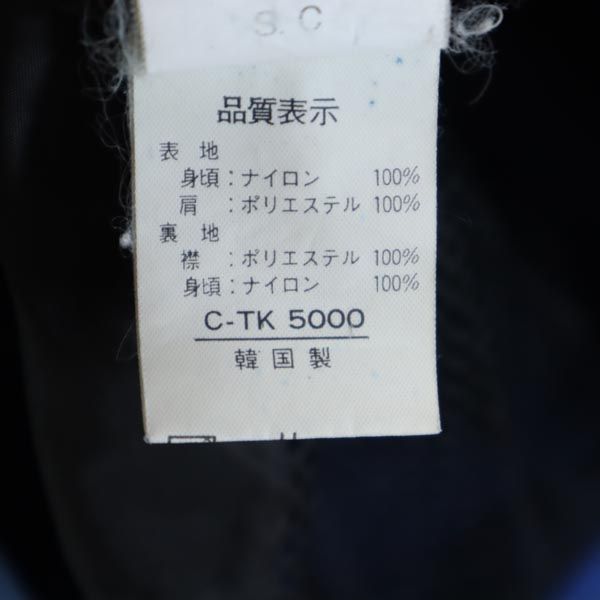 S.C
品質表示
表 地
身頃：ナイロン 100%
肩 ：ポリエステル 100%
裏 地
襟 ：ポリエステル 100%
身頃：ナイロン 100%
C-TK 5000
韓国製